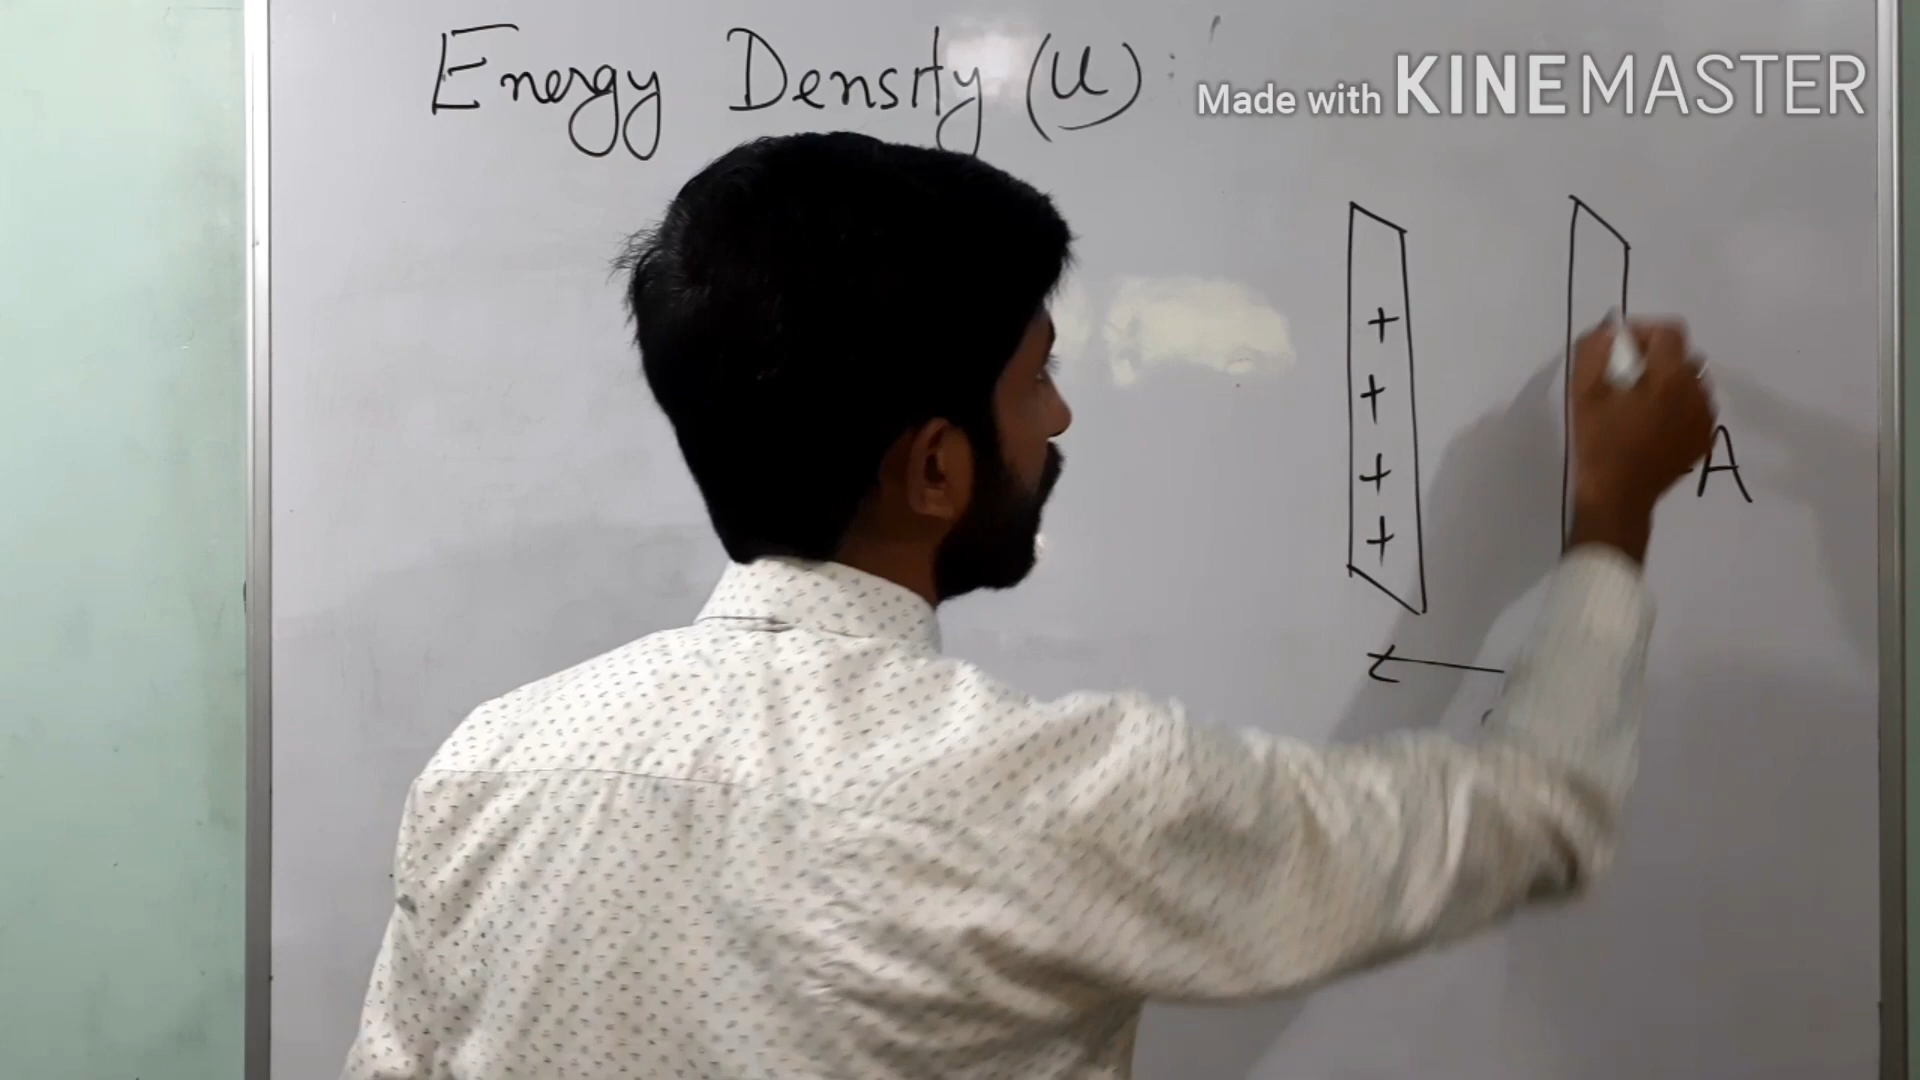 Energy Density (U) :
Made with KINEMASTER
+
+
+
+
A